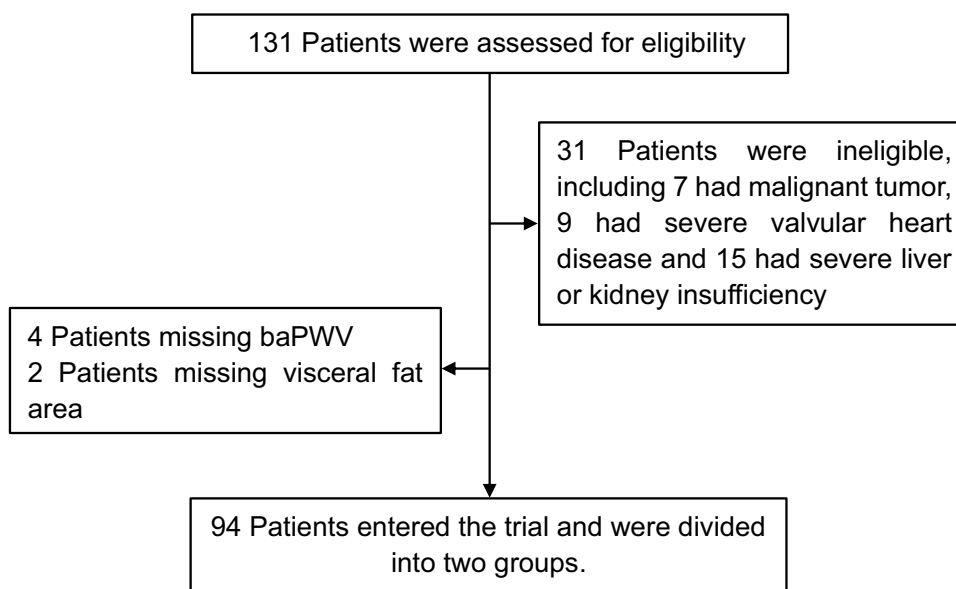 131 Patients were assessed for eligibility
31 Patients were ineligible,
including 7 had malignant tumor,
9 had severe valvular heart
disease and 15 had severe liver
or kidney insufficiency
4 Patients missing baPWV
2 Patients missing visceral fat
area
94 Patients entered the trial and were divided
into two groups.